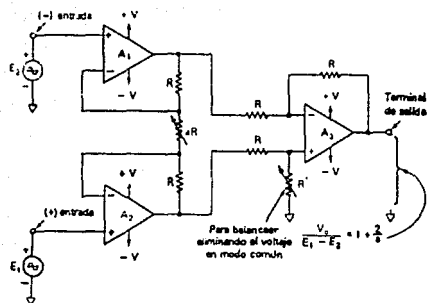 (−) entrada
+ V
A₁
− V
E₂
R
R
+ V
aR
R
A₃
Terminal de salida
R
R'
− V
+ V
(+) entrada
A₂
− V
E₁
Para balancear
eliminando el voltaje
en modo común
V₀ / (E₁ − E₂) = 1 + 2/a